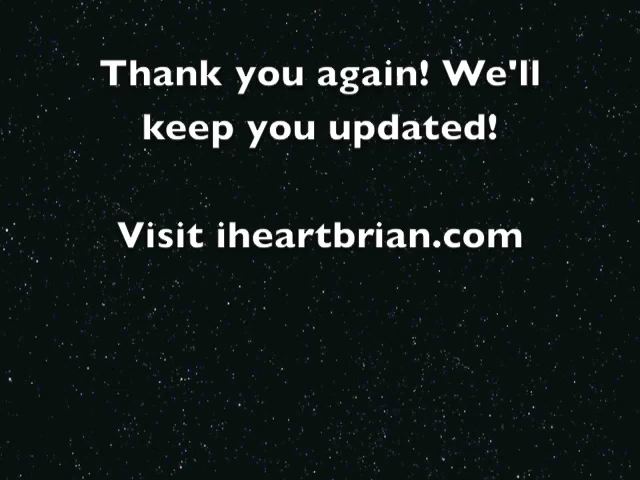 Thank you again! We'll
keep you updated!
Visit iheartbrian.com